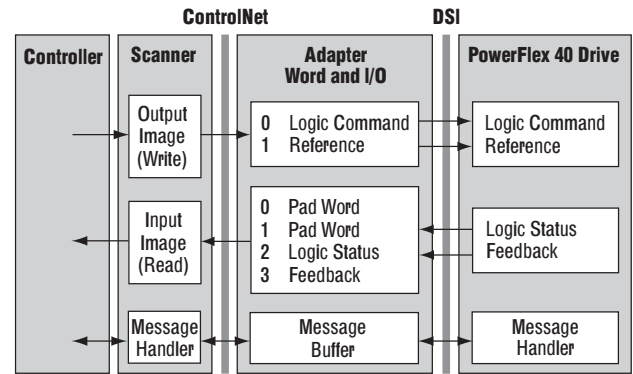 ControlNet
DSI
Controller
Scanner
Adapter
Word and I/O
PowerFlex 40 Drive
Output
Image
(Write)
0 Logic Command
1 Reference
Logic Command
Reference
Input
Image
(Read)
0 Pad Word
1 Pad Word
2 Logic Status
3 Feedback
Logic Status
Feedback
Message
Handler
Message
Buffer
Message
Handler